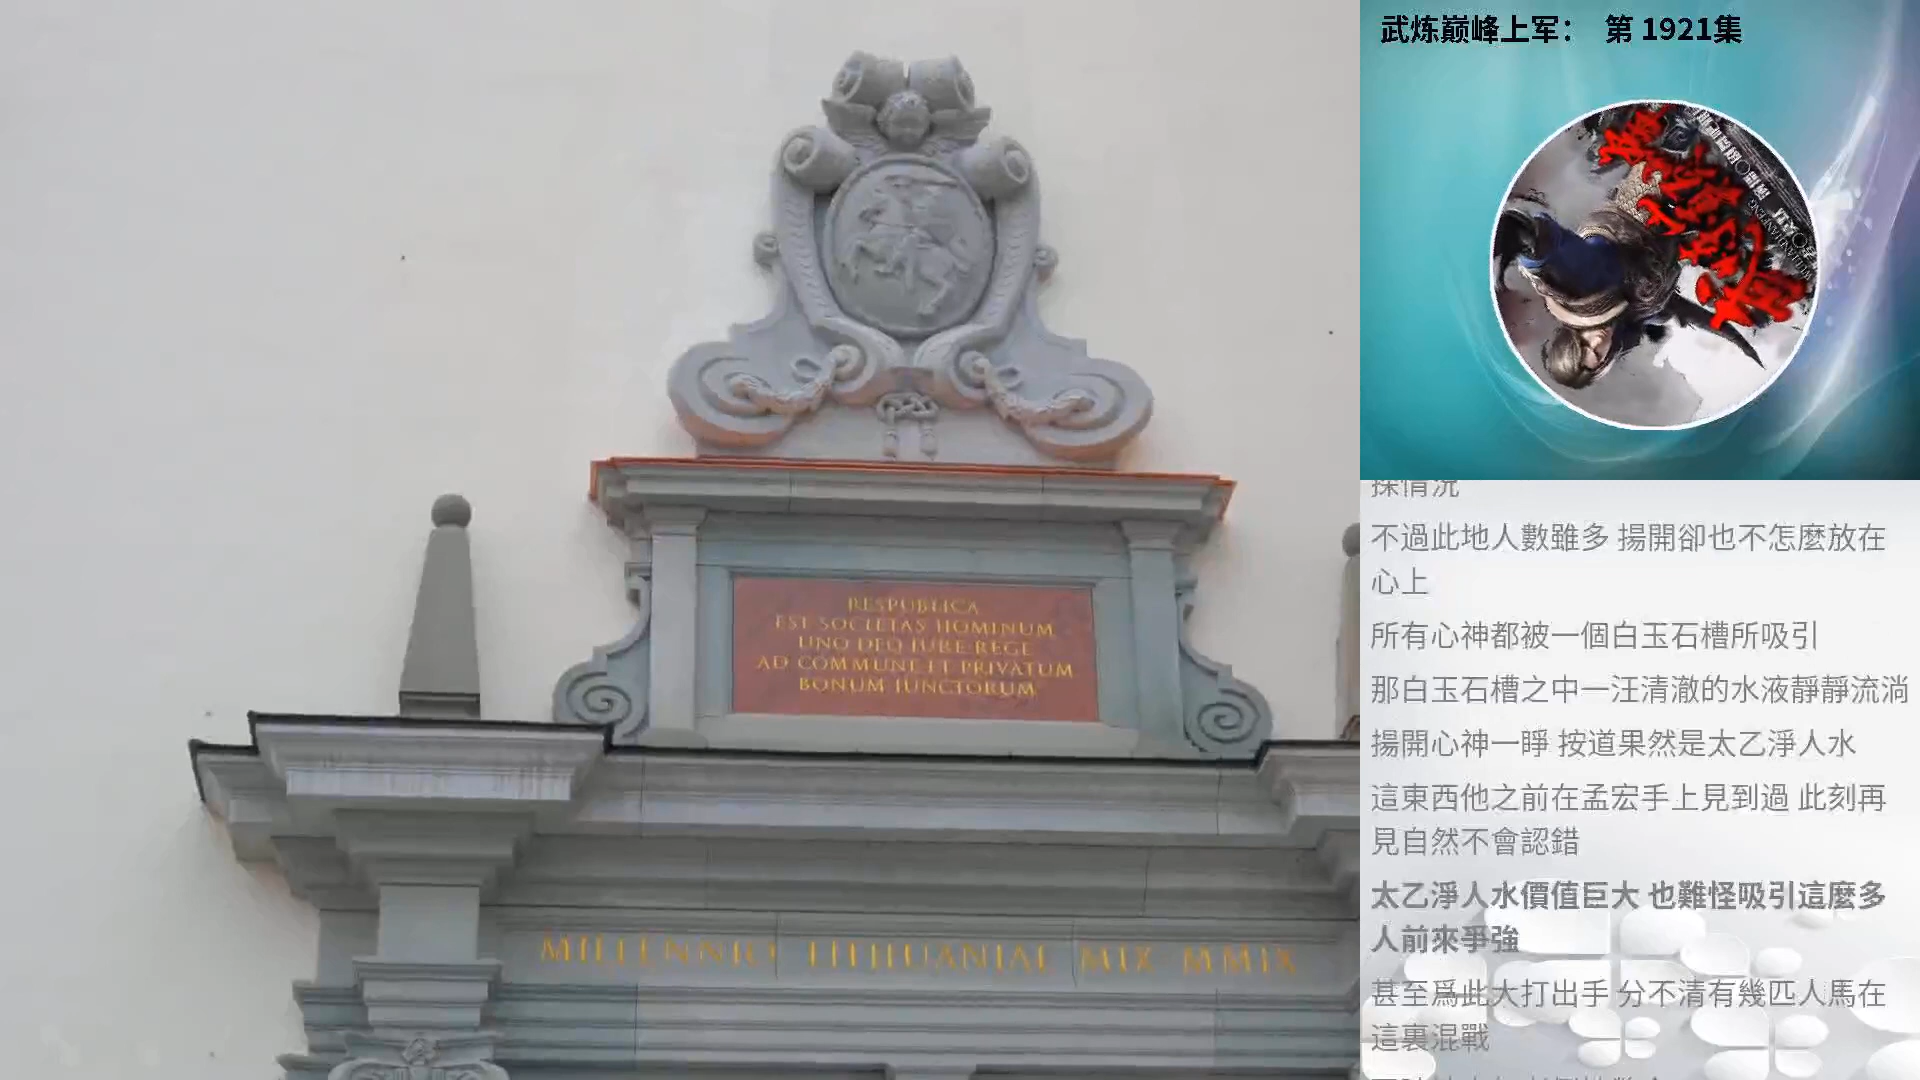 RESPUBLICA
EST SOCIETAS HOMINUM
UNO DEO IURE REGE
AD COMMUNE ET PRIVATUM
BONUM IUNCTORUM
MILLENNIO LITHUANIAE MIX MMIX
武炼巅峰上军： 第 1921集
探情況
不過此地人數雖多 揚開卻也不怎麼放在
心上
所有心神都被一個白玉石槽所吸引
那白玉石槽之中一汪清澈的水液靜靜流淌
揚開心神一睜 按道果然是太乙淨人水
這東西他之前在孟宏手上見到過 此刻再
見自然不會認錯
太乙淨人水價值巨大 也難怪吸引這麼多
人前來爭強
甚至爲此大打出手 分不清有幾匹人馬在
這裏混戰